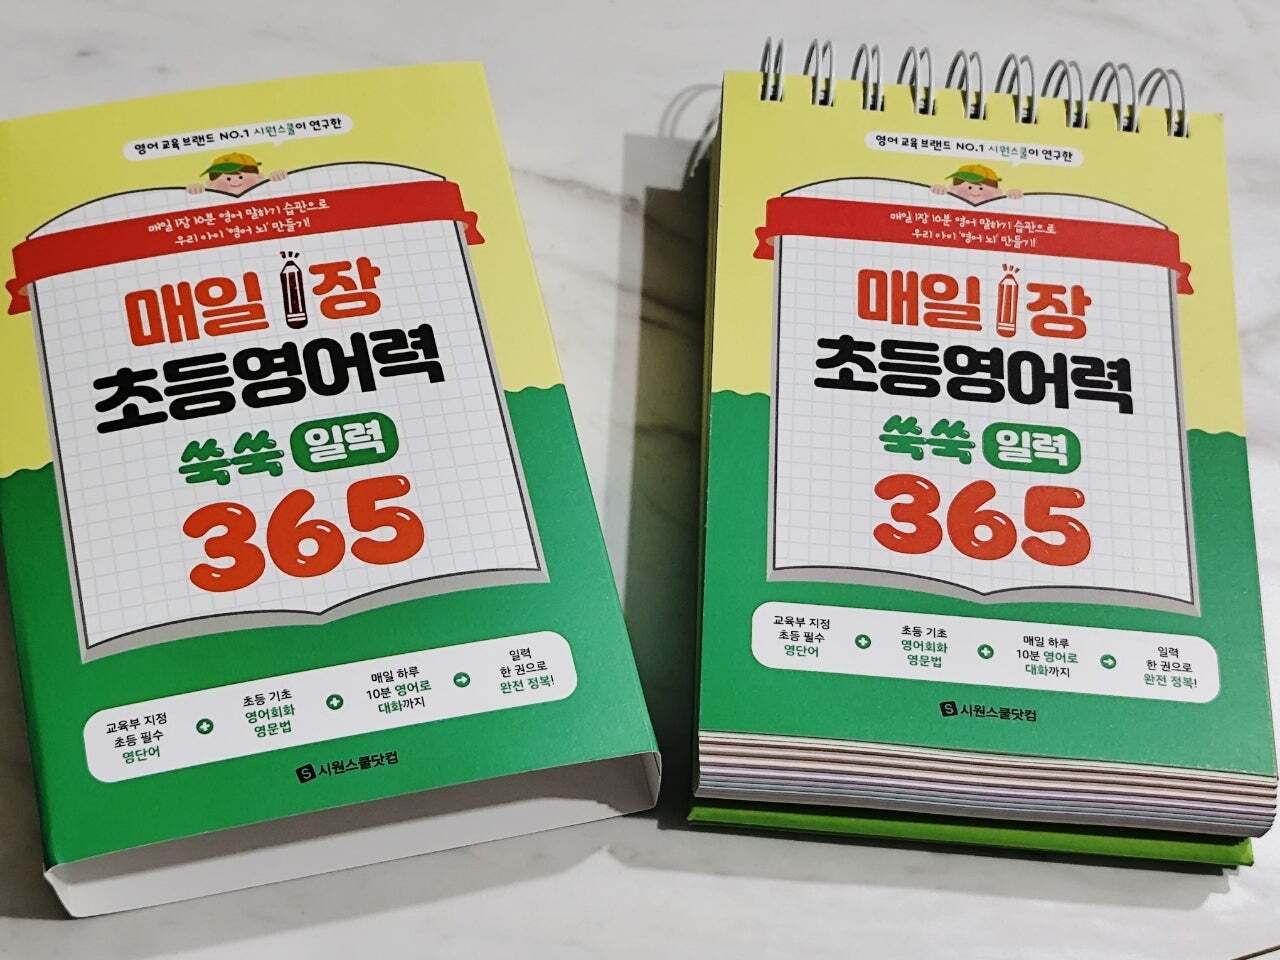 영어 교육 브랜드 NO.1 시원스쿨이 연구한
매일 1장 10분 영어 말하기 습관으로
우리 아이 '영어 뇌' 만들기!
매일 1장
초등영어력
쑥쑥 일력
365
교육부 지정
초등 필수
영단어
초등 기초
영어회화
영문법
매일 하루
10분 영어로
대화까지
일력
한 권으로
완전 정복!
S 시원스쿨닷컴
영어 교육 브랜드 NO.1 시원스쿨이 연구한
매일 1장 10분 영어 말하기 습관으로
우리 아이 '영어 뇌' 만들기!
매일 1장
초등영어력
쑥쑥 일력
365
교육부 지정
초등 필수
영단어
초등 기초
영어회화
영문법
매일 하루
10분 영어로
대화까지
일력
한 권으로
완전 정복!
S 시원스쿨닷컴